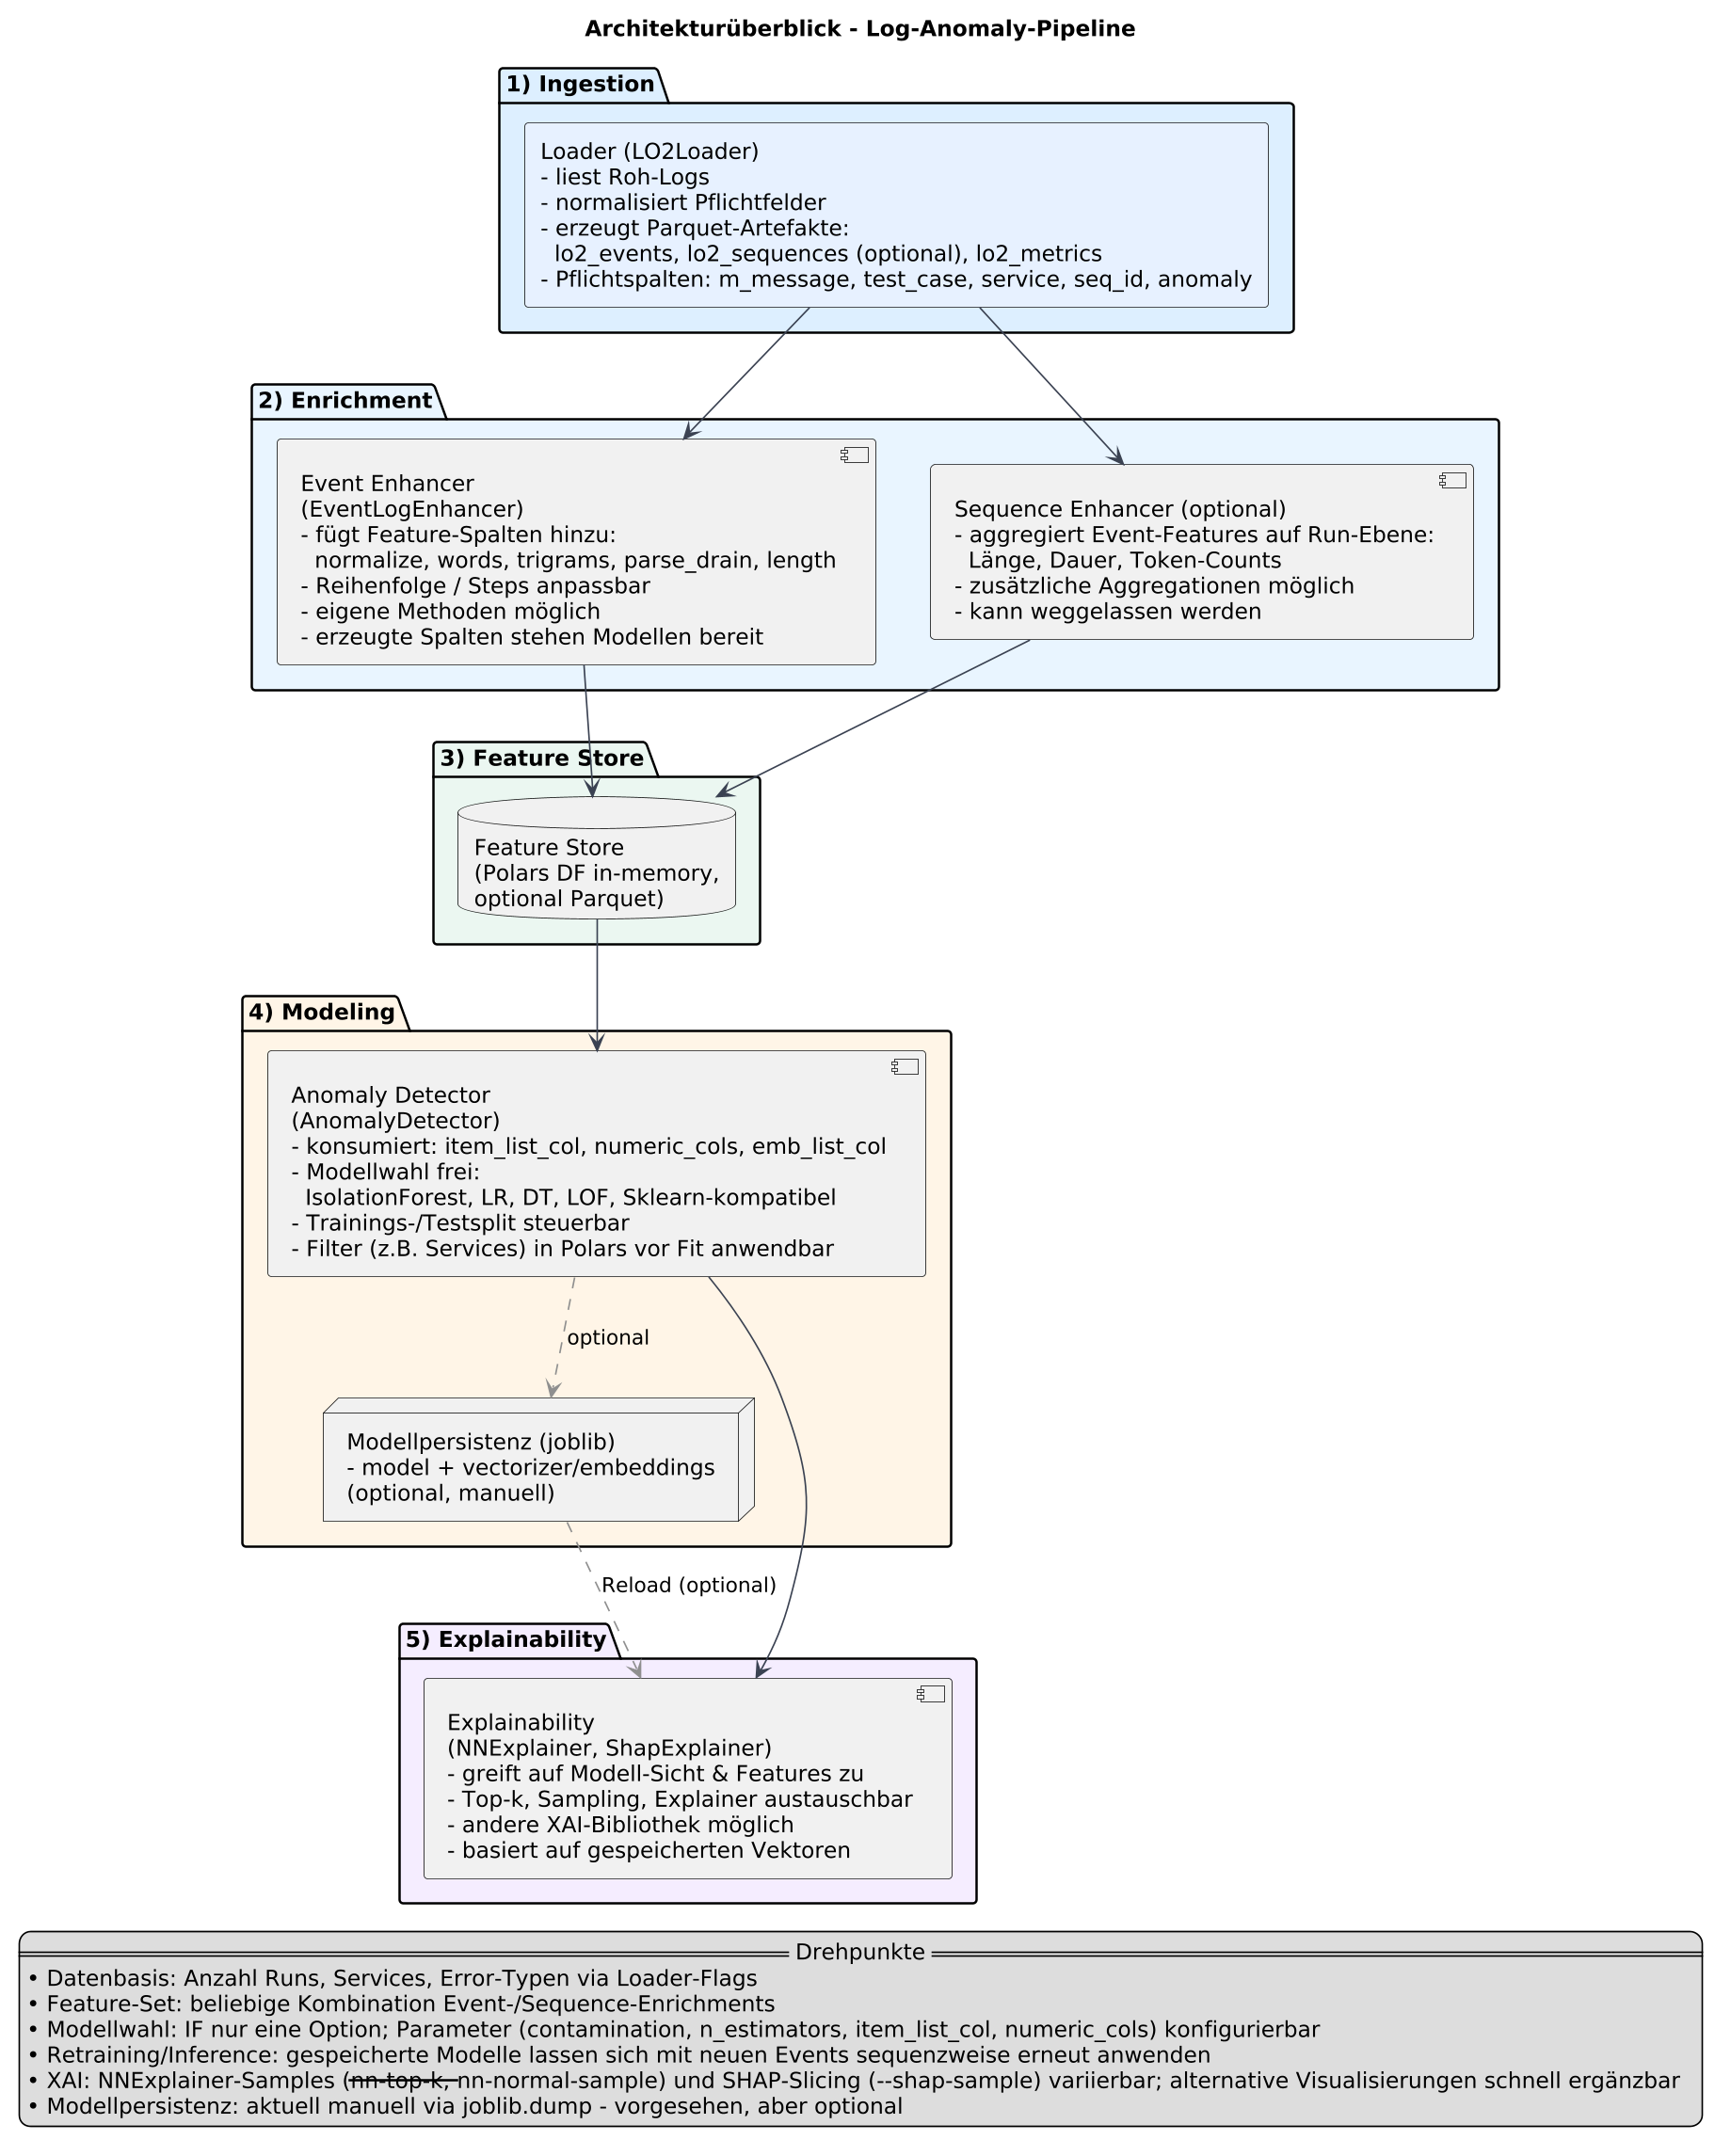 Architekturüberblick - Log-Anomaly-Pipeline
1) Ingestion
Loader (LO2Loader)
- liest Roh-Logs
- normalisiert Pflichtfelder
- erzeugt Parquet-Artefakte:
lo2_events, lo2_sequences (optional), lo2_metrics
- Pflichtspalten: m_message, test_case, service, seq_id, anomaly
2) Enrichment
Event Enhancer
(EventLogEnhancer)
- fügt Feature-Spalten hinzu:
normalize, words, trigrams, parse_drain, length
- Reihenfolge / Steps anpassbar
- eigene Methoden möglich
- erzeugte Spalten stehen Modellen bereit
Sequence Enhancer (optional)
- aggregiert Event-Features auf Run-Ebene:
Länge, Dauer, Token-Counts
- zusätzliche Aggregationen möglich
- kann weggelassen werden
3) Feature Store
Feature Store
(Polars DF in-memory,
optional Parquet)
4) Modeling
Anomaly Detector
(AnomalyDetector)
- konsumiert: item_list_col, numeric_cols, emb_list_col
- Modellwahl frei:
IsolationForest, LR, DT, LOF, Sklearn-kompatibel
- Trainings-/Testsplit steuerbar
- Filter (z.B. Services) in Polars vor Fit anwendbar
optional
Modellpersistenz (joblib)
- model + vectorizer/embeddings
(optional, manuell)
Reload (optional)
5) Explainability
Explainability
(NNExplainer, ShapExplainer)
- greift auf Modell-Sicht & Features zu
- Top-k, Sampling, Explainer austauschbar
- andere XAI-Bibliothek möglich
- basiert auf gespeicherten Vektoren
Drehpunkte
• Datenbasis: Anzahl Runs, Services, Error-Typen via Loader-Flags
• Feature-Set: beliebige Kombination Event-/Sequence-Enrichments
• Modellwahl: IF nur eine Option; Parameter (contamination, n_estimators, item_list_col, numeric_cols) konfigurierbar
• Retraining/Inference: gespeicherte Modelle lassen sich mit neuen Events sequenzweise erneut anwenden
• XAI: NNExplainer-Samples (nn-top-k, nn-normal-sample) und SHAP-Slicing (--shap-sample) variierbar; alternative Visualisierungen schnell ergänzbar
• Modellpersistenz: aktuell manuell via joblib.dump - vorgesehen, aber optional